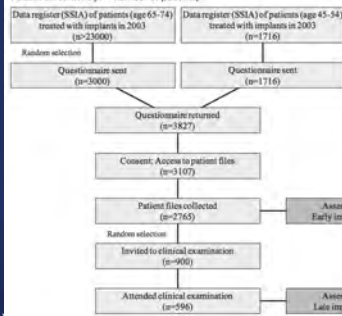 Data register (SSIA) of patients (age 65-74)
treated with implants in 2003
(n>23000)
Data register (SSIA) of patients (age 45-54)
treated with implants in 2003
(n=1716)
Random selection
Questionnaire sent
(n=3000)
Questionnaire sent
(n=1716)
Questionnaire returned
(n=3827)
Consent: Access to patient files
(n=3107)
Patient files collected
(n=2765)
Random selection
Invited to clinical examination
(n=900)
Attended clinical examination
(n=596)